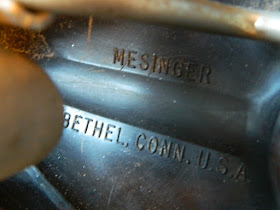 MESINGER
BETHEL, CONN. U.S.A.